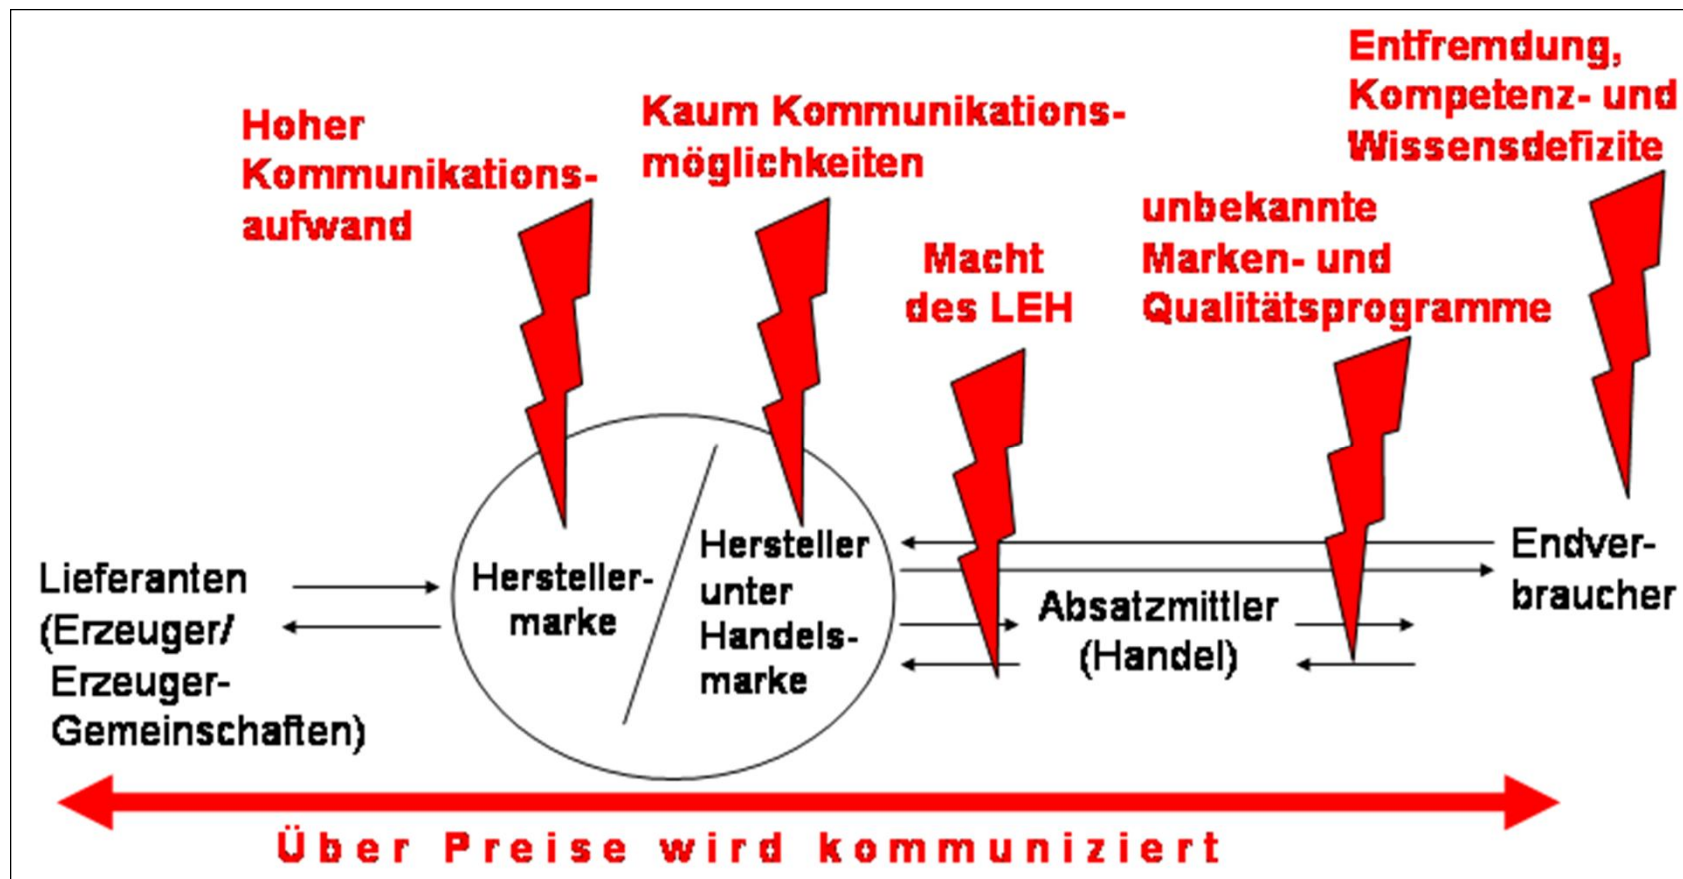 Hoher
Kommunikations-
aufwand
Kaum Kommunikations-
möglichkeiten
Macht
des LEH
unbekannte
Marken- und
Qualitätsprogramme
Entfremdung,
Kompetenz- und
Wissensdefizite
Lieferanten
(Erzeuger/
Erzeuger-
Gemeinschaften)
Hersteller-
marke
Hersteller
unter
Handels-
marke
Absatzmittler
(Handel)
Endver-
braucher
Über Preise wird kommuniziert